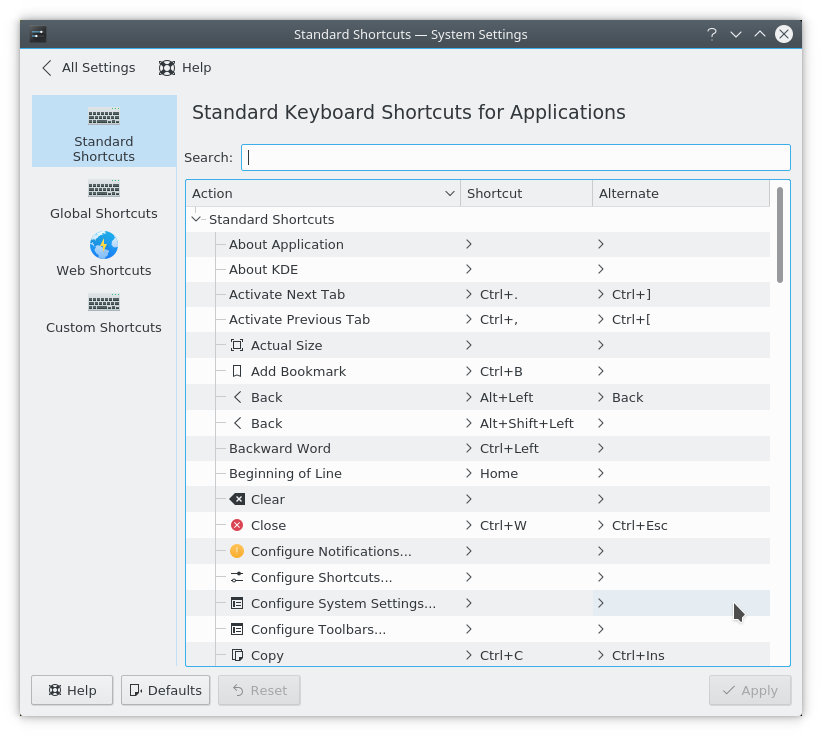 Standard Shortcuts — System Settings
All Settings Help
Standard
Shortcuts
Global Shortcuts
Web Shortcuts
Custom Shortcuts
Standard Keyboard Shortcuts for Applications
Search:
Action Shortcut Alternate
Standard Shortcuts
About Application
About KDE
Activate Next Tab Ctrl+. Ctrl+]
Activate Previous Tab Ctrl+, Ctrl+[
Actual Size
Add Bookmark Ctrl+B
Back Alt+Left Back
Back Alt+Shift+Left
Backward Word Ctrl+Left
Beginning of Line Home
Clear
Close Ctrl+W Ctrl+Esc
Configure Notifications...
Configure Shortcuts...
Configure System Settings...
Configure Toolbars...
Copy Ctrl+C Ctrl+Ins
Help Defaults Reset Apply